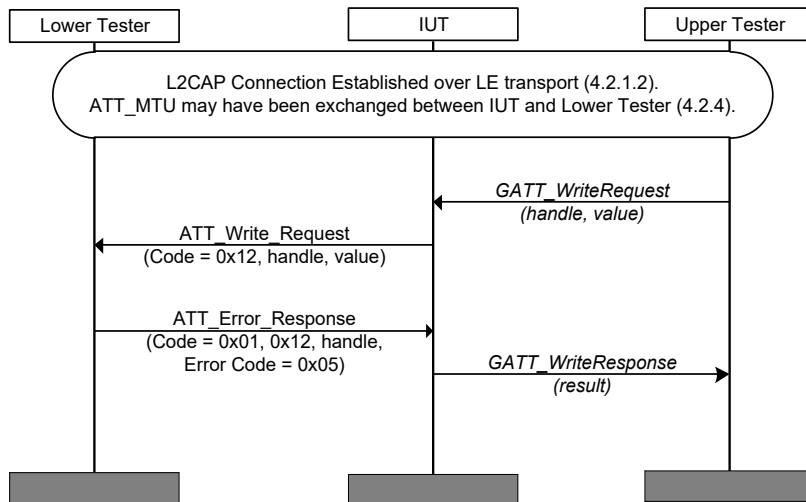 Lower Tester
IUT
Upper Tester
L2CAP Connection Established over LE transport (4.2.1.2).
ATT_MTU may have been exchanged between IUT and Lower Tester (4.2.4).
GATT_WriteRequest
(handle, value)
ATT_Write_Request
(Code = 0x12, handle, value)
ATT_Error_Response
(Code = 0x01, 0x12, handle,
Error Code = 0x05)
GATT_WriteResponse
(result)